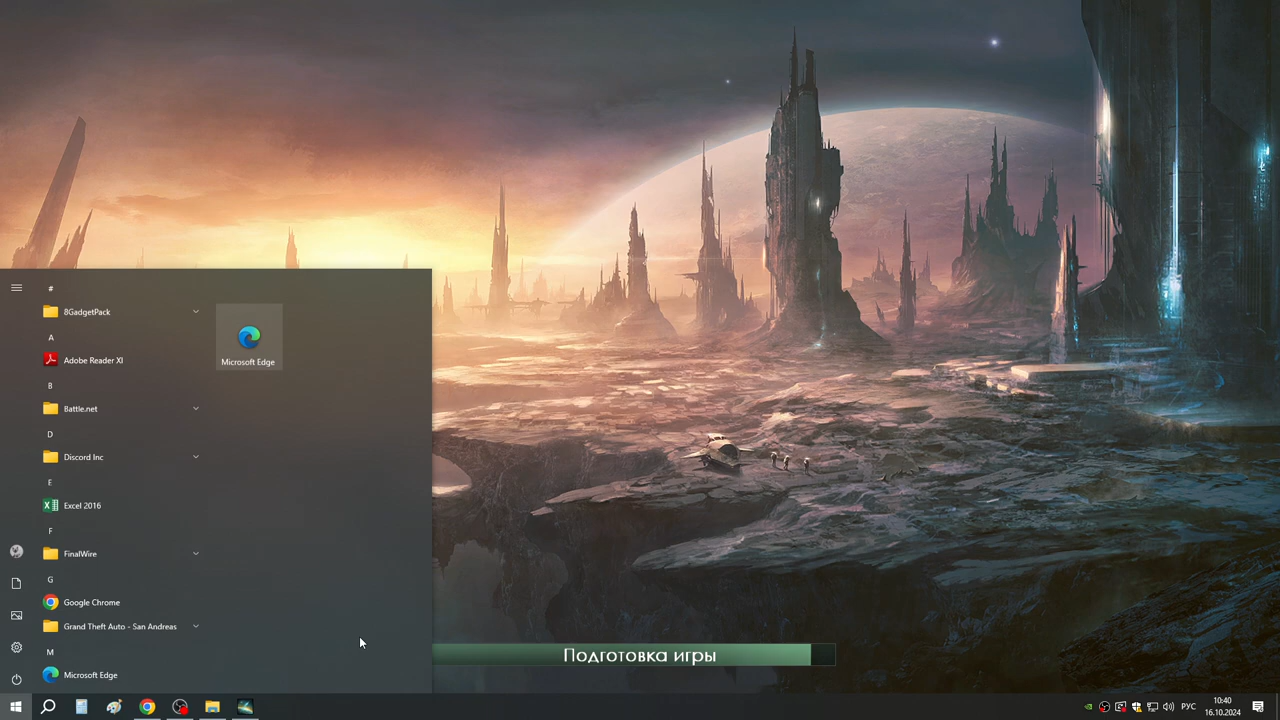 #
8GadgetPack
A
Adobe Reader XI
B
Battle.net
D
Discord Inc
E
Excel 2016
F
FinalWire
G
Google Chrome
Grand Theft Auto - San Andreas
M
Microsoft Edge
Microsoft Edge
Подготовка игры
РУС
10:40
16.10.2024